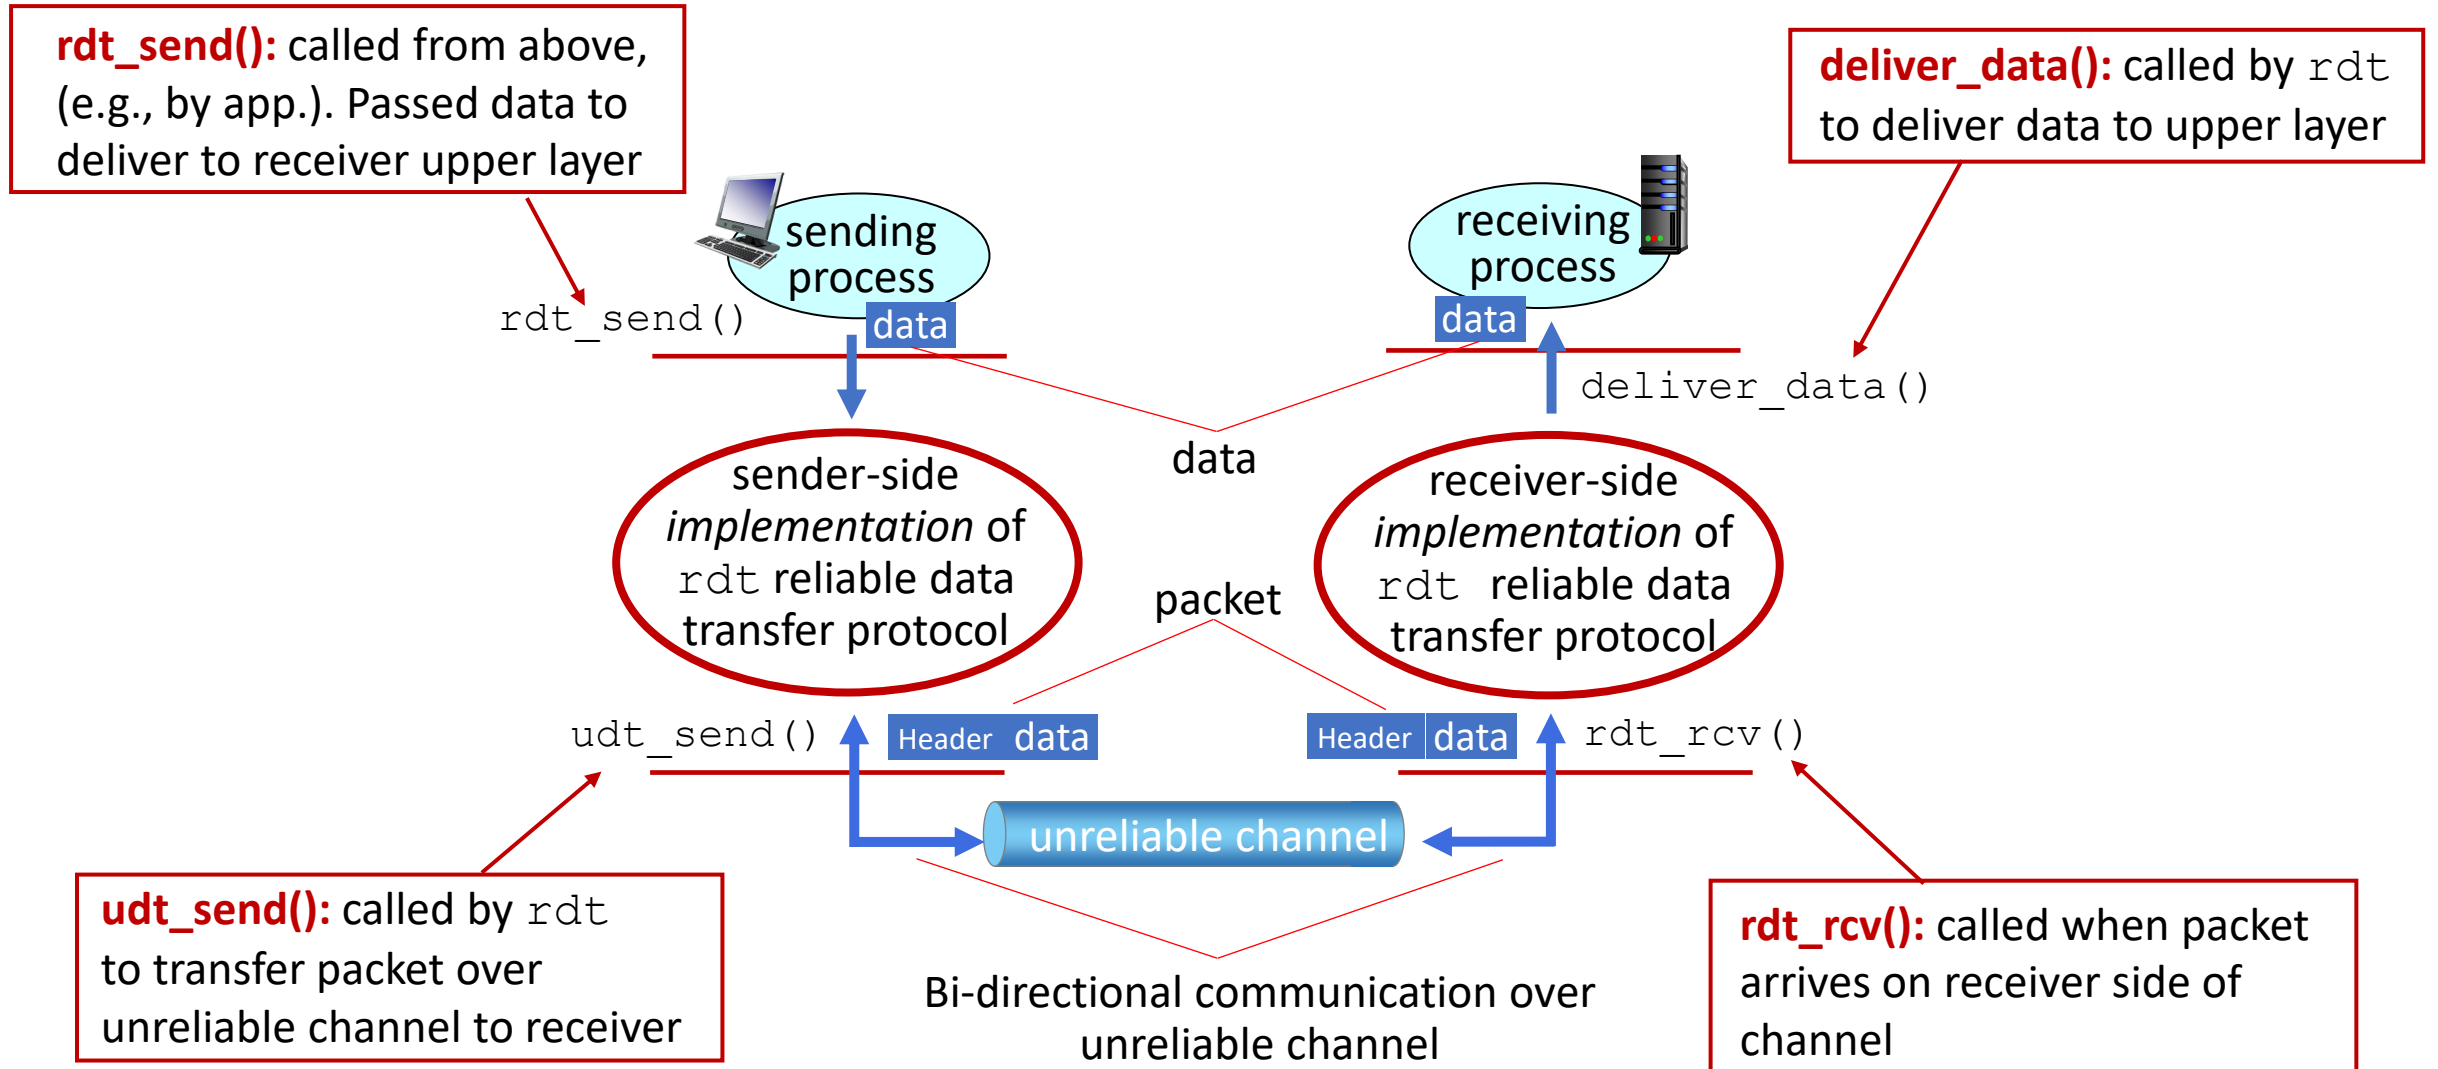 rdt_send(): called from above,
(e.g., by app.). Passed data to
deliver to receiver upper layer
deliver_data(): called by rdt
to deliver data to upper layer
sending
process
receiving
process
rdt_send()
data
data
deliver_data()
data
sender-side
implementation of
rdt reliable data
transfer protocol
receiver-side
implementation of
rdt reliable data
transfer protocol
packet
udt_send()
Header data
Header data
rdt_rcv()
unreliable channel
udt_send(): called by rdt
to transfer packet over
unreliable channel to receiver
Bi-directional communication over
unreliable channel
rdt_rcv(): called when packet
arrives on receiver side of
channel